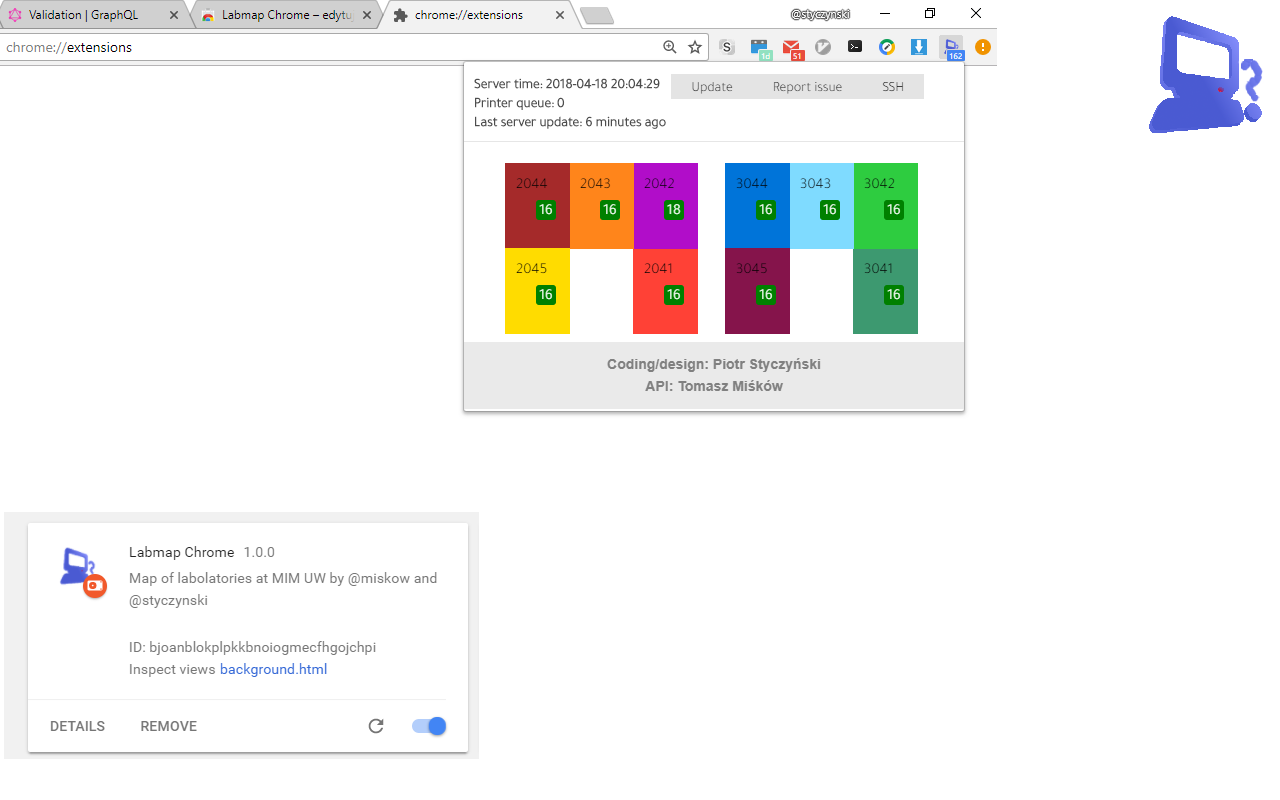 Validation | GraphQL
Labmap Chrome – edytuj
chrome://extensions
@styczynski
chrome://extensions
S
1d
51
162
Server time: 2018-04-18 20:04:29
Update
Report issue
SSH
Printer queue: 0
Last server update: 6 minutes ago
2044
2043
2042
3044
3043
3042
16
16
18
16
16
16
2045
2041
3045
3041
16
16
16
16
Coding/design: Piotr Styczyński
API: Tomasz Miśków
Labmap Chrome 1.0.0
Map of labolatories at MIM UW by @miskow and
@styczynski
ID: bjoanblokplpkkbnoiogmecfhgojchpi
Inspect views background.html
DETAILS
REMOVE